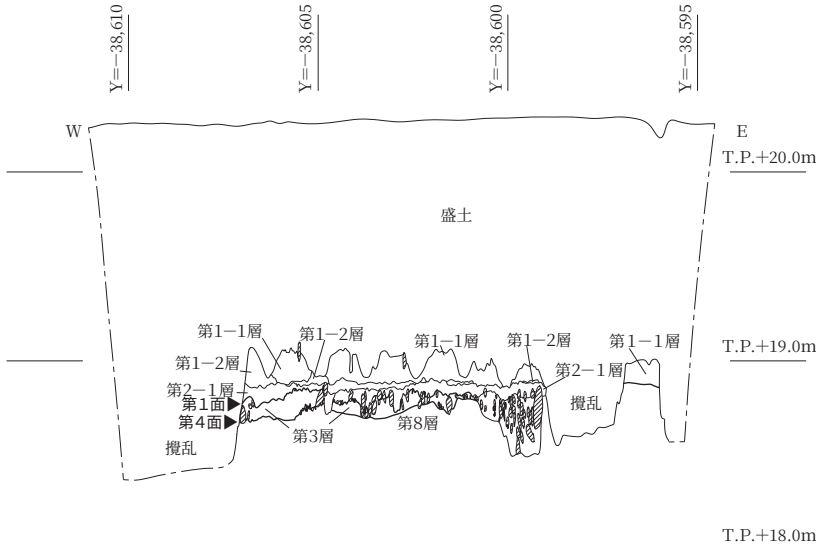 Y=−38,610
Y=−38,605
Y=−38,600
Y=−38,595
W
E
T.P.+20.0m
盛土
第1−1層
第1−2層
第1−1層
第1−2層
第1−1層
T.P.+19.0m
第1−2層
第2−1層
第2−1層
第1面▶
攪乱
第4面▶
第3層
第8層
攪乱
T.P.+18.0m